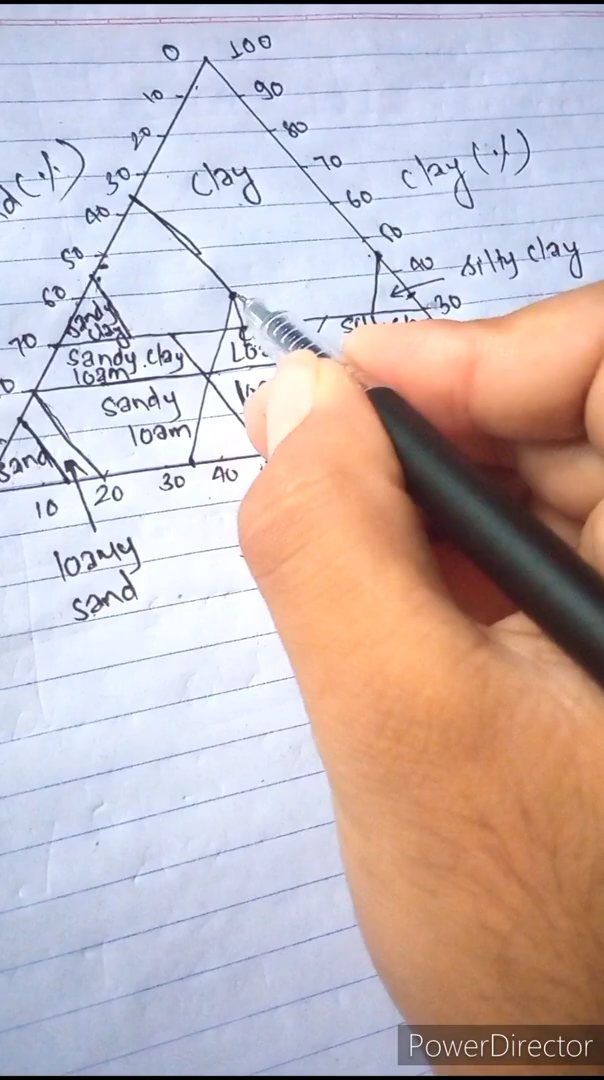 0 100
10 90
20 80
30 70
40 60
50 50
60 40
70 30
clay
clay (%)
silty clay
sandy
clay
sandy clay
loam
sandy
loam
sand
10 20 30 40
loamy
sand
PowerDirector